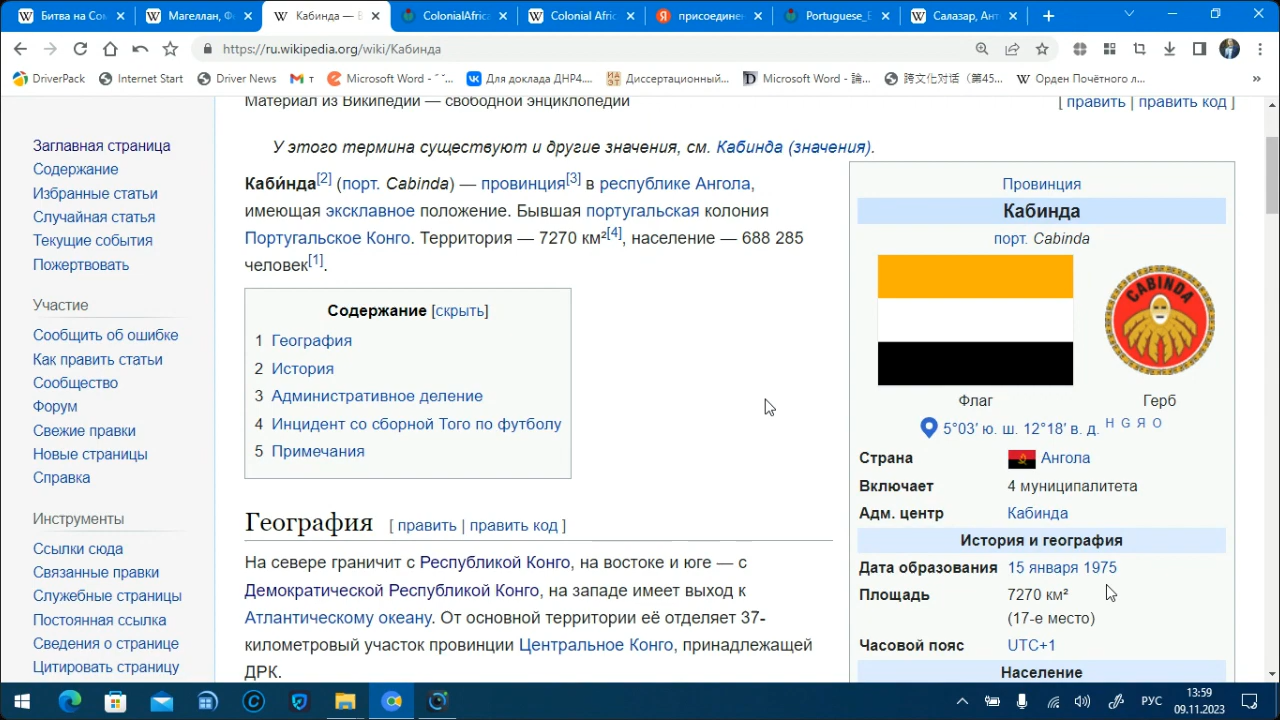 Битва на Сом
Магеллан, Ф
Кабинда — В
ColonialAfrica
Colonial Afric
присоединен
Portuguese_E
Салазар, Ант
https://ru.wikipedia.org/wiki/Кабинда
DriverPack
Internet Start
Driver News
т
Microsoft Word - ˆˆ...
Для доклада ДНР4....
Диссертационный...
Microsoft Word - 論...
跨文化对话（第45...
Орден Почётного л...
»
Материал из Википедии — свободной энциклопедии
[ править | править код ]
У этого термина существуют и другие значения, см. Кабинда (значения).
Каби́нда[2] (порт. Cabinda) — провинция[3] в республике Ангола,
имеющая эксклавное положение. Бывшая португальская колония
Португальское Конго. Территория — 7270 км²[4], население — 688 285
человек[1].
Содержание [скрыть]
1 География
2 История
3 Административное деление
4 Инцидент со сборной Того по футболу
5 Примечания
География [ править | править код ]
На севере граничит с Республикой Конго, на востоке и юге — с
Демократической Республикой Конго, на западе имеет выход к
Атлантическому океану. От основной территории её отделяет 37-
километровый участок провинции Центральное Конго, принадлежащей
ДРК.
Заглавная страница
Содержание
Избранные статьи
Случайная статья
Текущие события
Пожертвовать
Участие
Сообщить об ошибке
Как править статьи
Сообщество
Форум
Свежие правки
Новые страницы
Справка
Инструменты
Ссылки сюда
Связанные правки
Служебные страницы
Постоянная ссылка
Сведения о странице
Цитировать страницу
Провинция
Кабинда
порт. Cabinda
CABINDA
Флаг
Герб
5°03′ ю. ш. 12°18′ в. д. H G Я O
Страна Ангола
Включает 4 муниципалитета
Адм. центр Кабинда
История и география
Дата образования 15 января 1975
Площадь 7270 км²
(17-е место)
Часовой пояс UTC+1
Население
РУС
13:59
09.11.2023